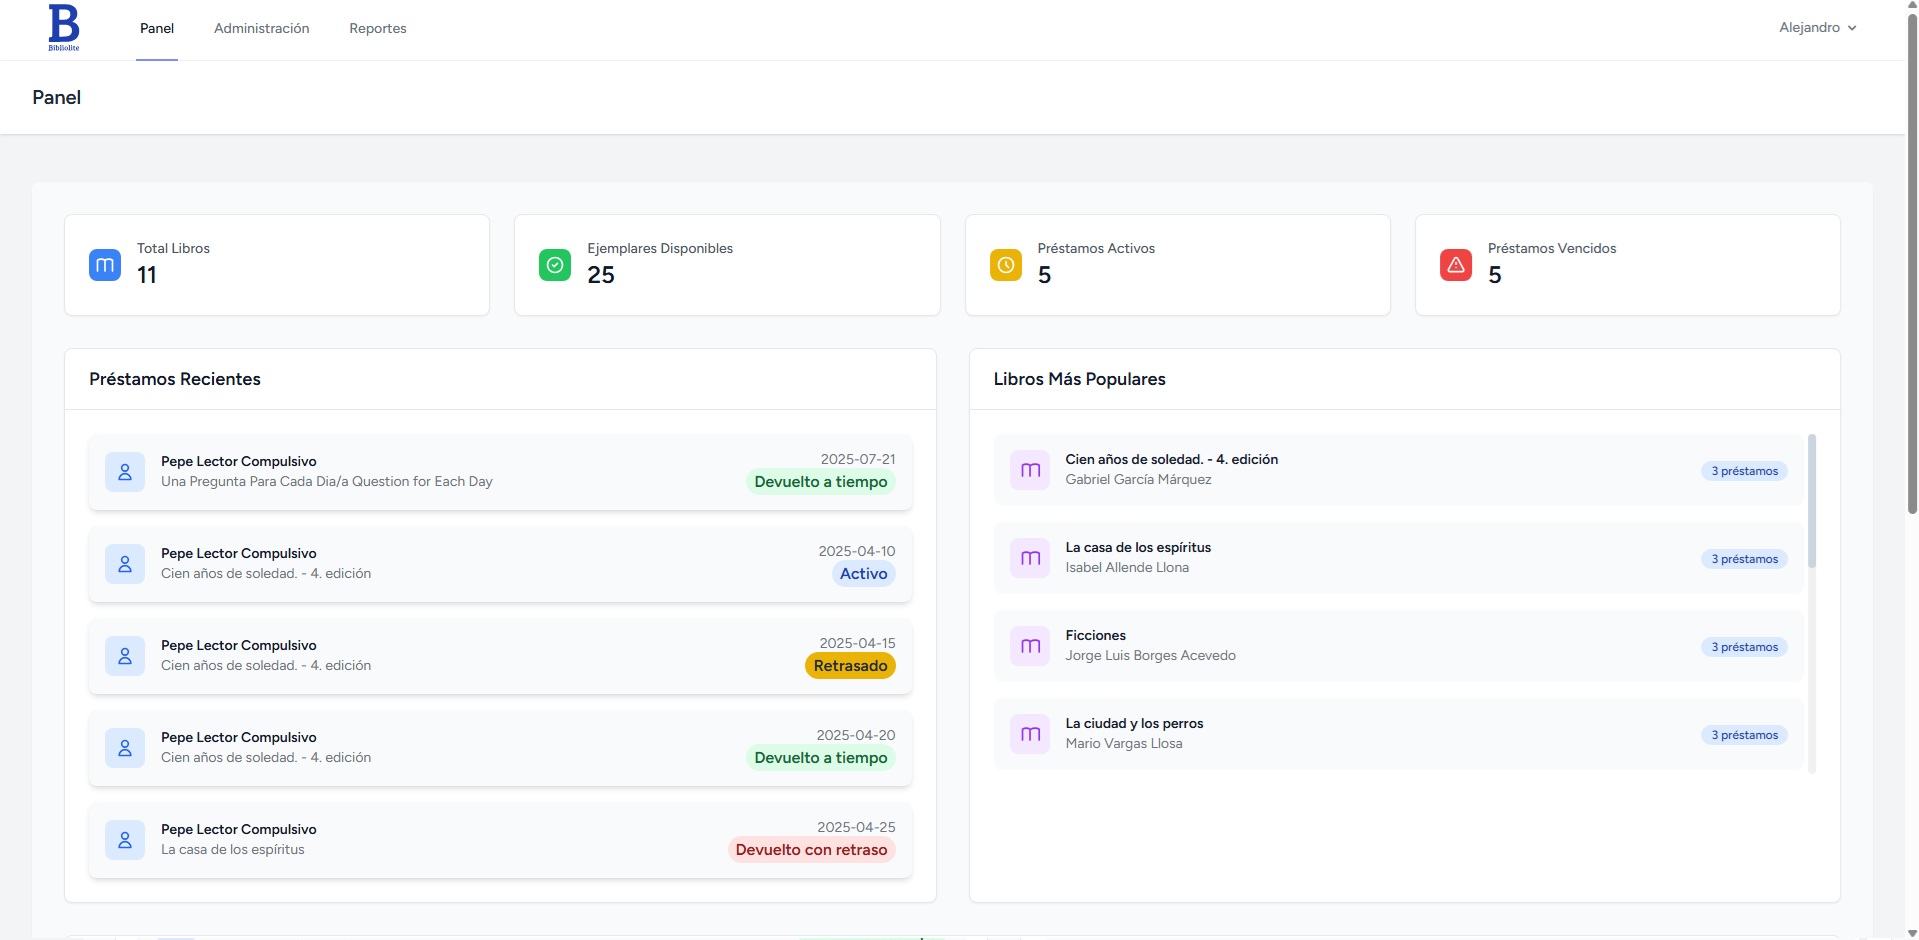 B
Bibliolite
Panel
Administración
Reportes
Alejandro
Panel
Total Libros
11
Ejemplares Disponibles
25
Préstamos Activos
5
Préstamos Vencidos
5
Préstamos Recientes
Pepe Lector Compulsivo
Una Pregunta Para Cada Dia/a Question for Each Day
2025-07-21
Devuelto a tiempo
Pepe Lector Compulsivo
Cien años de soledad. - 4. edición
2025-04-10
Activo
Pepe Lector Compulsivo
Cien años de soledad. - 4. edición
2025-04-15
Retrasado
Pepe Lector Compulsivo
Cien años de soledad. - 4. edición
2025-04-20
Devuelto a tiempo
Pepe Lector Compulsivo
La casa de los espíritus
2025-04-25
Devuelto con retraso
Libros Más Populares
Cien años de soledad. - 4. edición
Gabriel García Márquez
3 préstamos
La casa de los espíritus
Isabel Allende Llona
3 préstamos
Ficciones
Jorge Luis Borges Acevedo
3 préstamos
La ciudad y los perros
Mario Vargas Llosa
3 préstamos